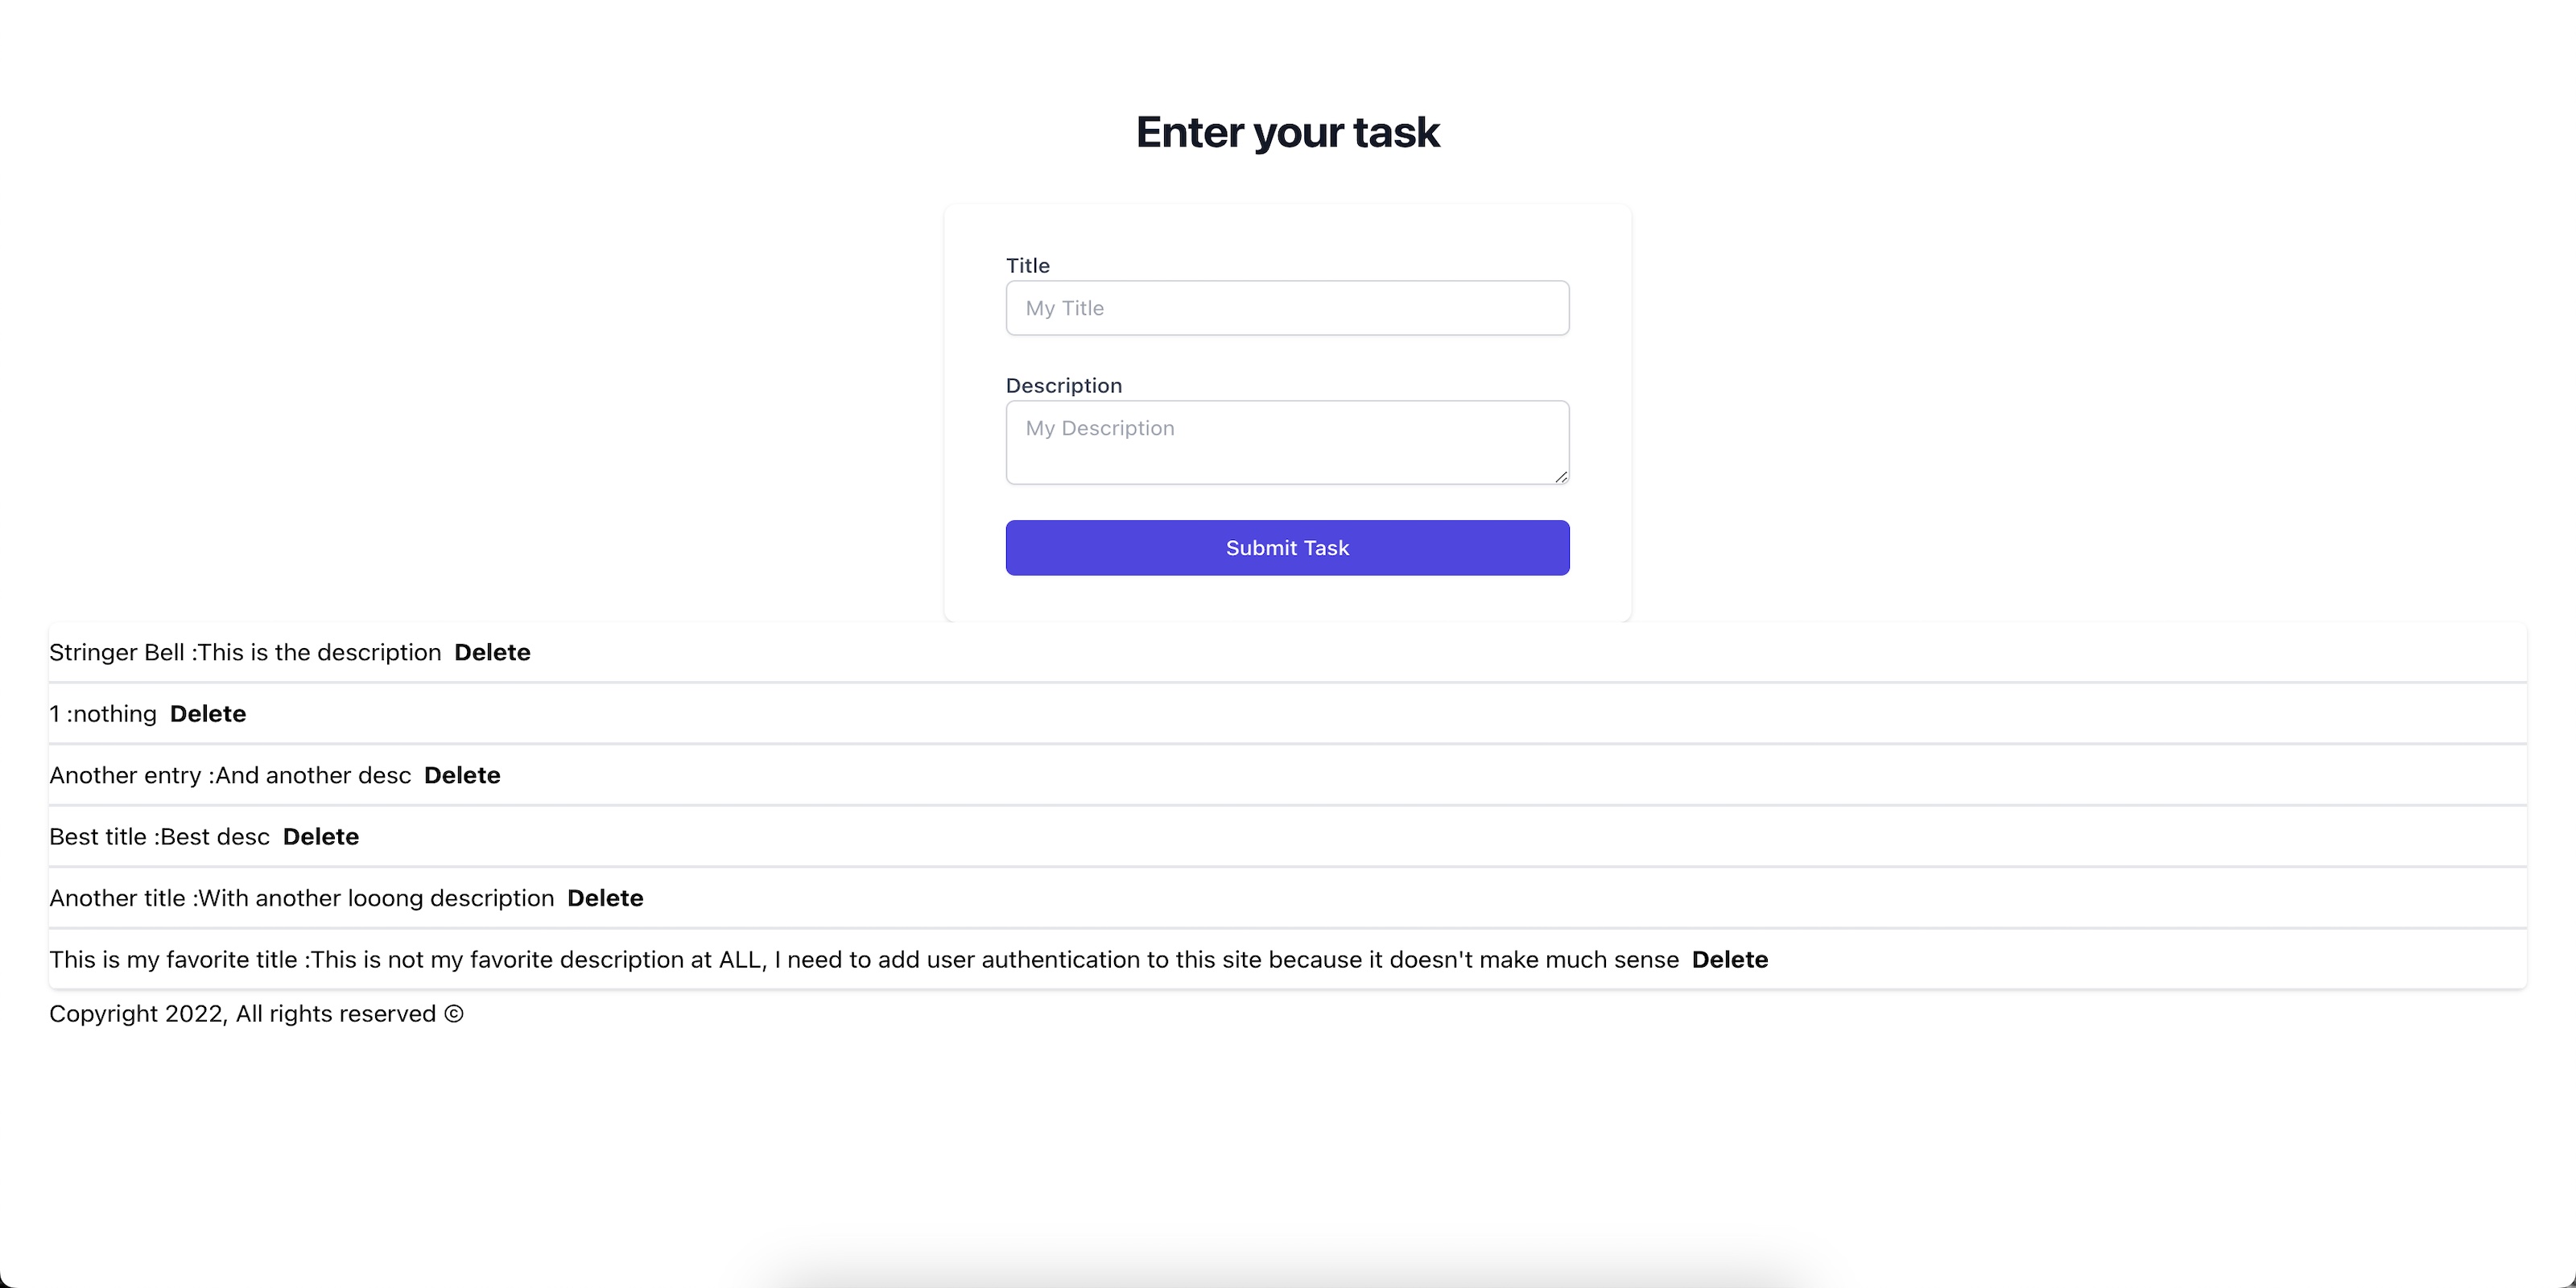 Enter your task
Title
My Title
Description
My Description
Submit Task
Stringer Bell :This is the description Delete
1 :nothing Delete
Another entry :And another desc Delete
Best title :Best desc Delete
Another title :With another looong description Delete
This is my favorite title :This is not my favorite description at ALL, I need to add user authentication to this site because it doesn't make much sense Delete
Copyright 2022, All rights reserved ©